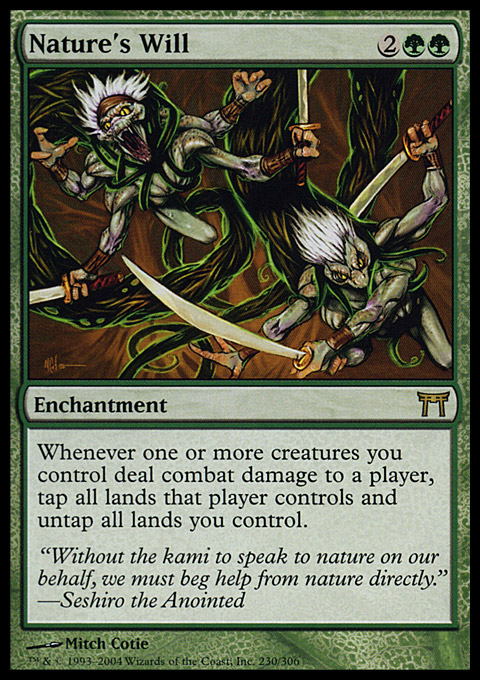 Nature's Will 2
Enchantment
Whenever one or more creatures you
control deal combat damage to a player,
tap all lands that player controls and
untap all lands you control.
“Without the kami to speak to nature on our
behalf, we must beg help from nature directly.”
—Seshiro the Anointed
Mitch Cotie
™ & © 1993–2004 Wizards of the Coast, Inc. 230/306